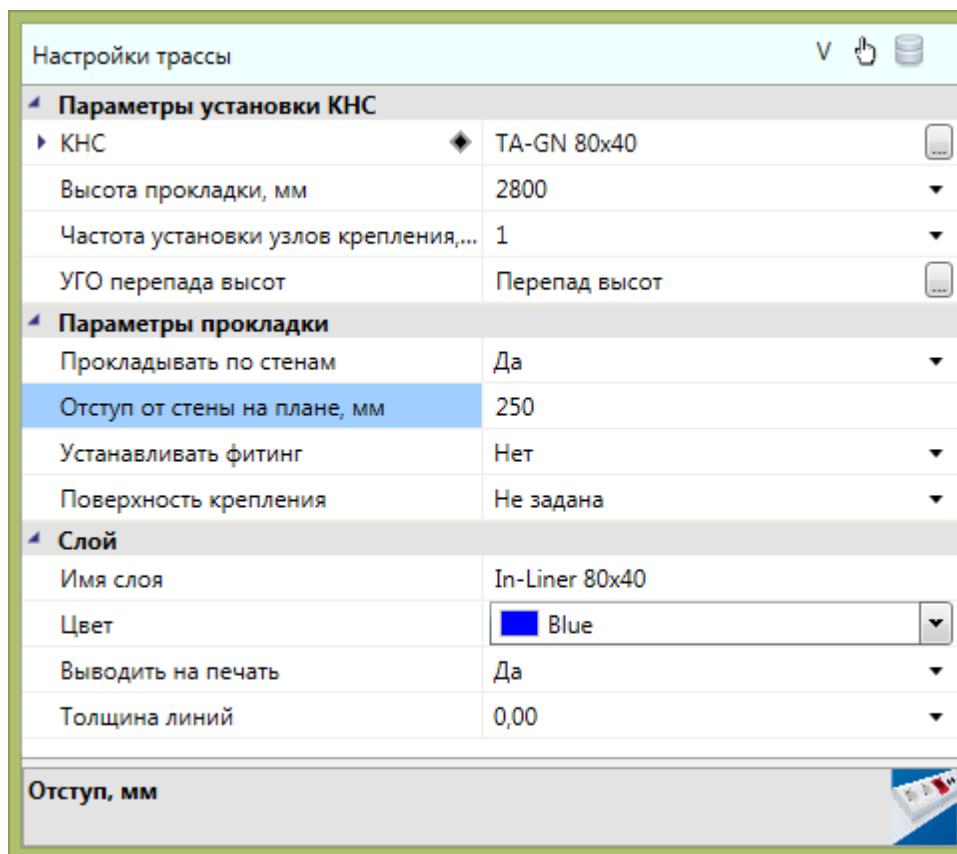 Настройки трассы V
Параметры установки КНС
КНС TA-GN 80x40 ...
Высота прокладки, мм 2800
Частота установки узлов крепления,... 1
УГО перепада высот Перепад высот ...
Параметры прокладки
Прокладывать по стенам Да
Отступ от стены на плане, мм 250
Устанавливать фитинг Нет
Поверхность крепления Не задана
Слой
Имя слоя In-Liner 80x40
Цвет Blue
Выводить на печать Да
Толщина линий 0,00
Отступ, мм